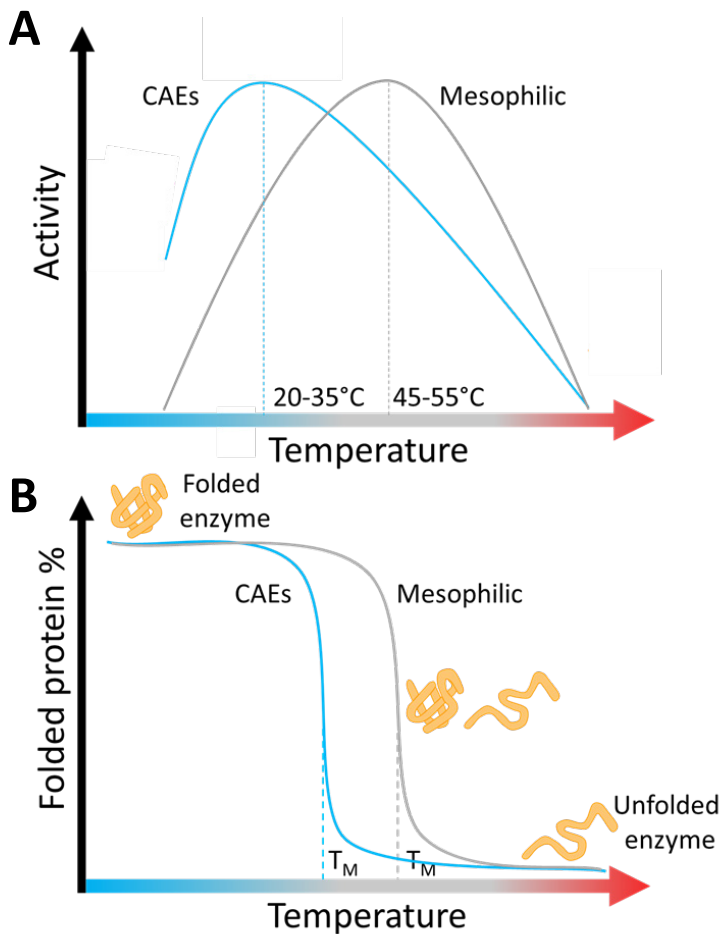 A
CAEs
Mesophilic
Activity
20-35°C
45-55°C
Temperature
B
Folded
enzyme
CAEs
Mesophilic
Folded protein %
Unfolded
enzyme
TM
TM
Temperature